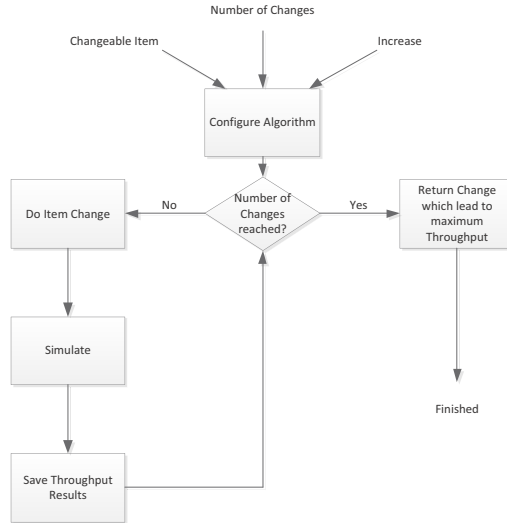 Number of Changes
Changeable Item
Increase
Configure Algorithm
Number of
Changes
reached?
No
Yes
Do Item Change
Return Change
which lead to
maximum
Throughput
Simulate
Finished
Save Throughput
Results